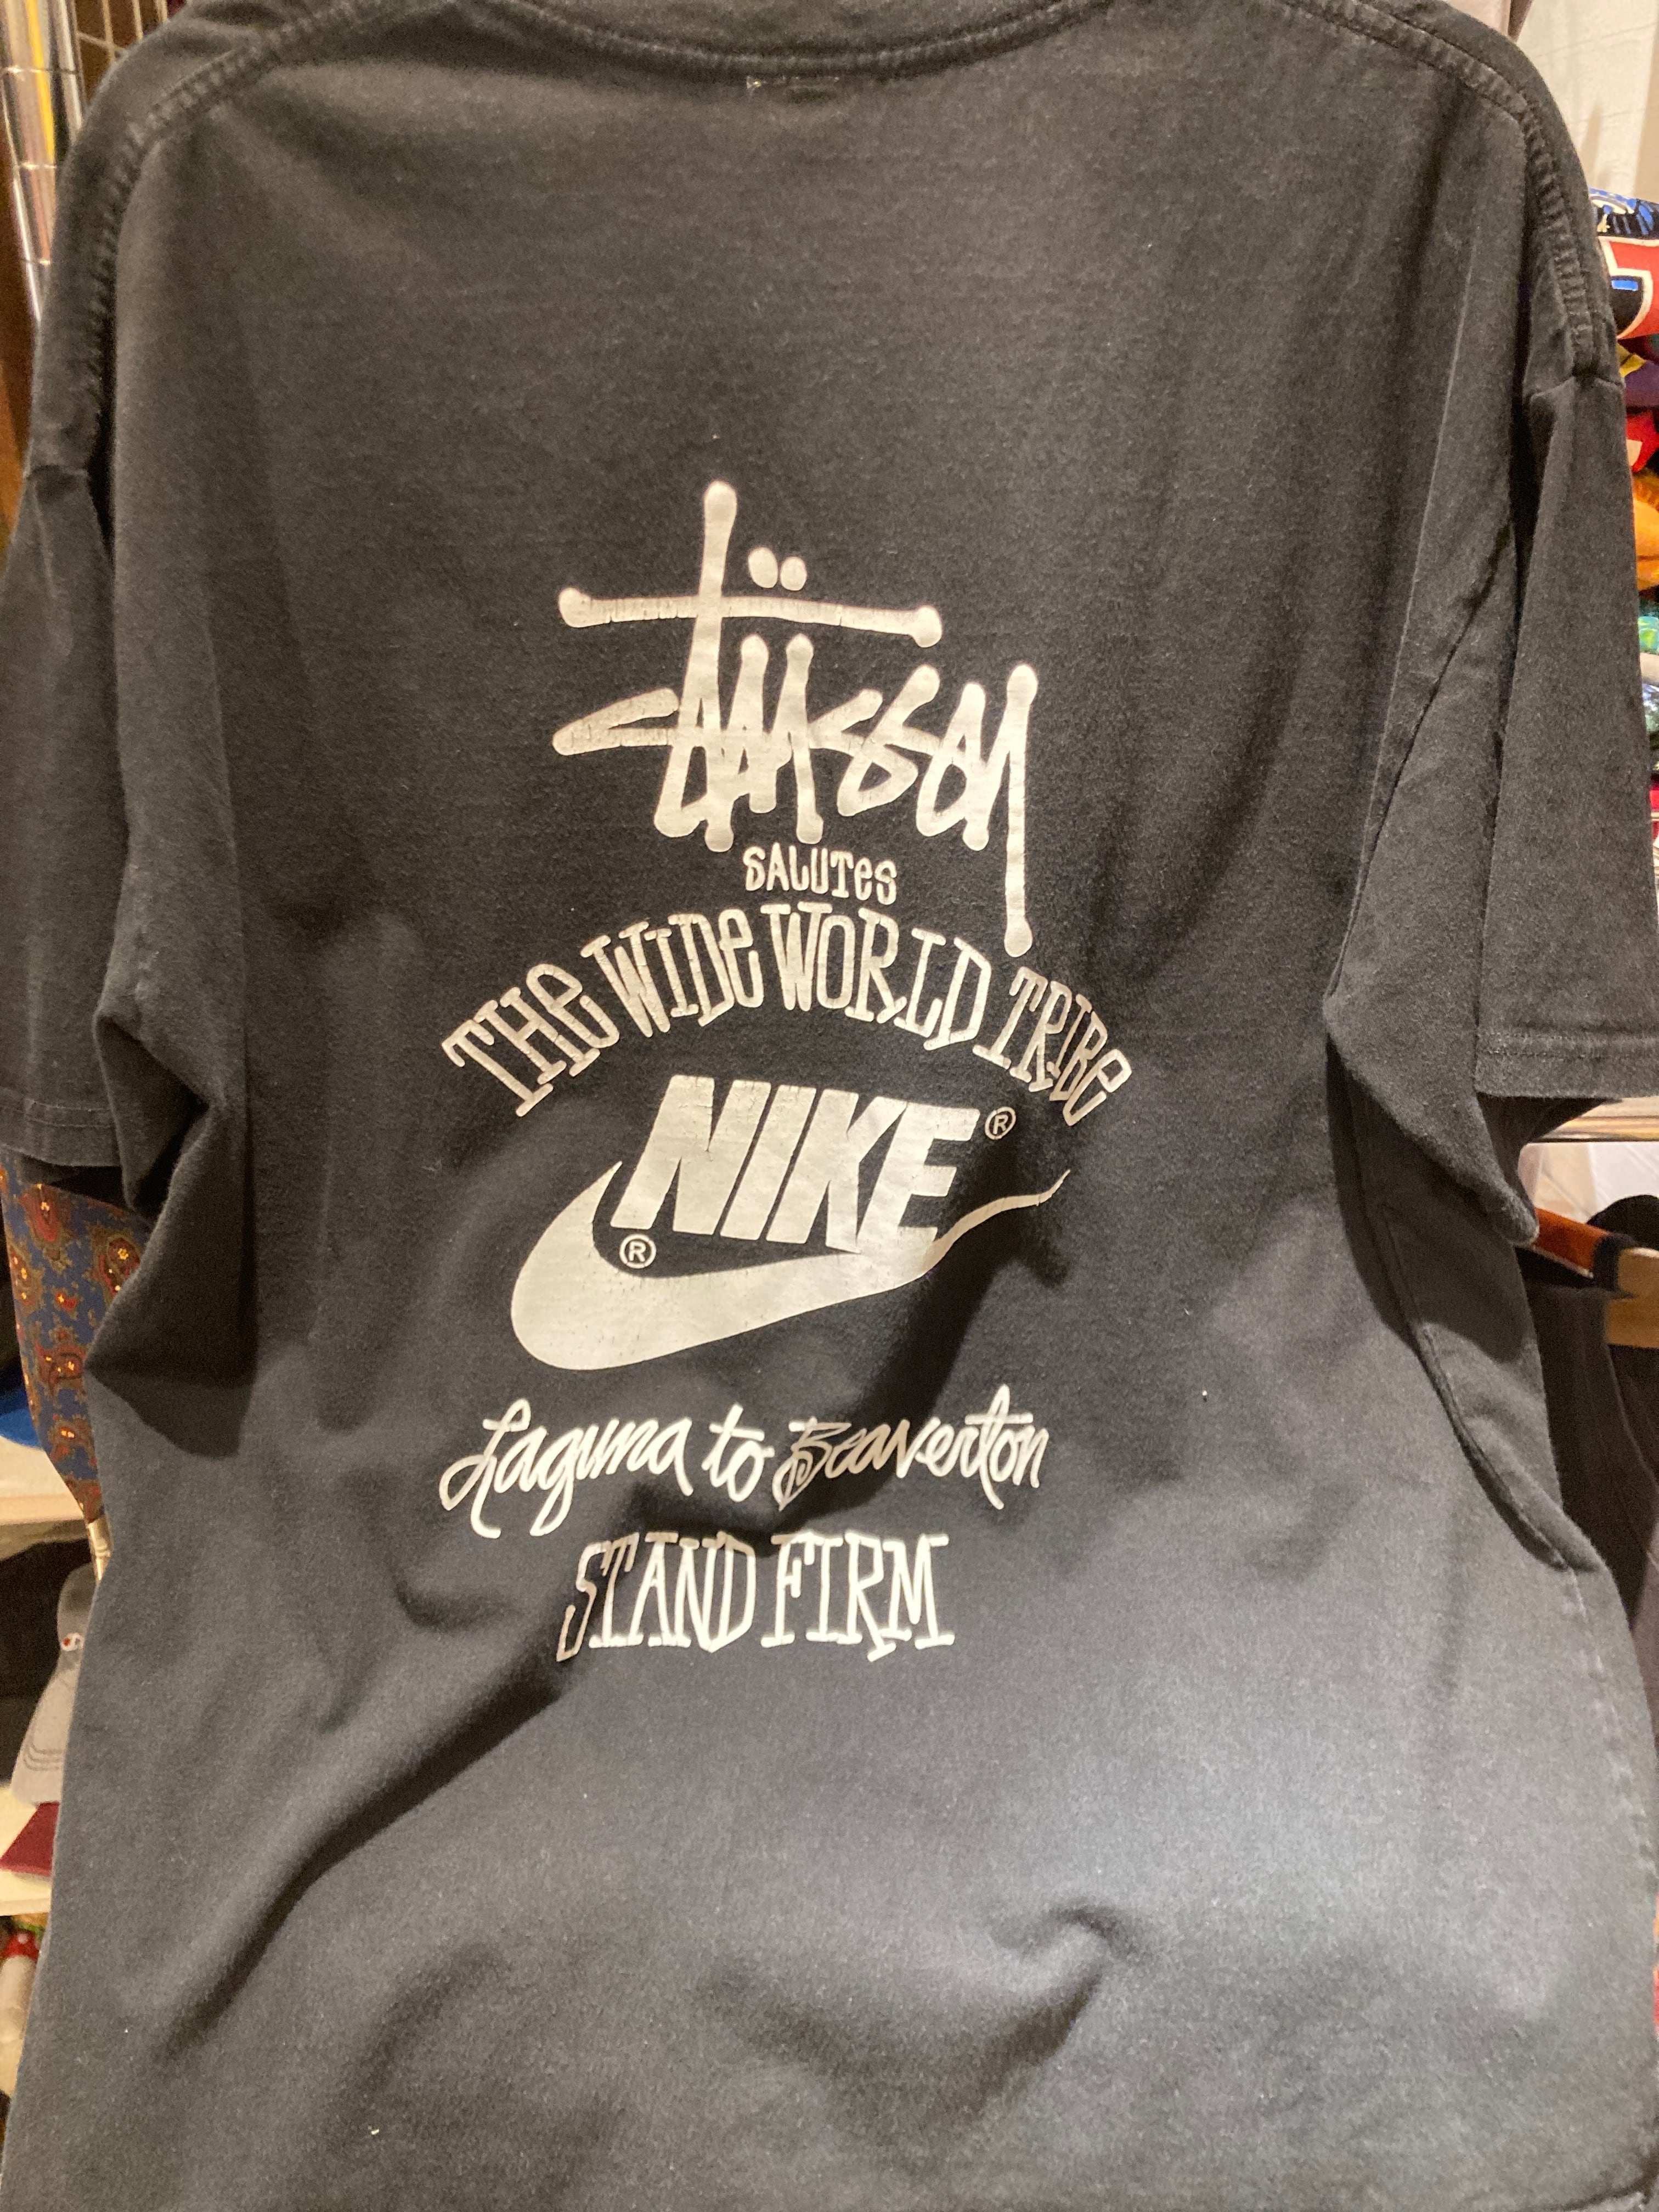 Stüssy
SALUTES
THE WIDE WORLD TRIBE
NIKE®
®
Laguna to Beaverton
STAND FIRM